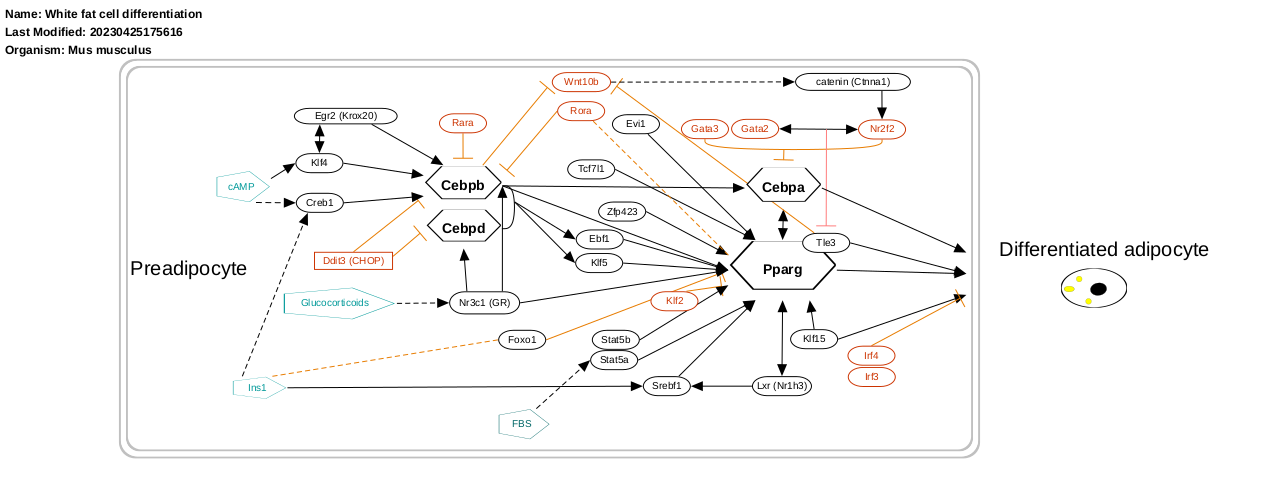 Name: White fat cell differentiation
Last Modified: 20230425175616
Organism: Mus musculus
Wnt10b
catenin (Ctnna1)
Rora
Egr2 (Krox20)
Rara
Evi1
Gata3
Gata2
Nr2f2
Klf4
Tcf7l1
cAMP
Cebpb
Cebpa
Creb1
Zfp423
Cebpd
Ebf1
Tle3
Differentiated adipocyte
Ddit3 (CHOP)
Klf5
Preadipocyte
Pparg
Glucocorticoids
Nr3c1 (GR)
Klf2
Foxo1
Stat5b
Klf15
Stat5a
Irf4
Irf3
Ins1
Srebf1
Lxr (Nr1h3)
FBS